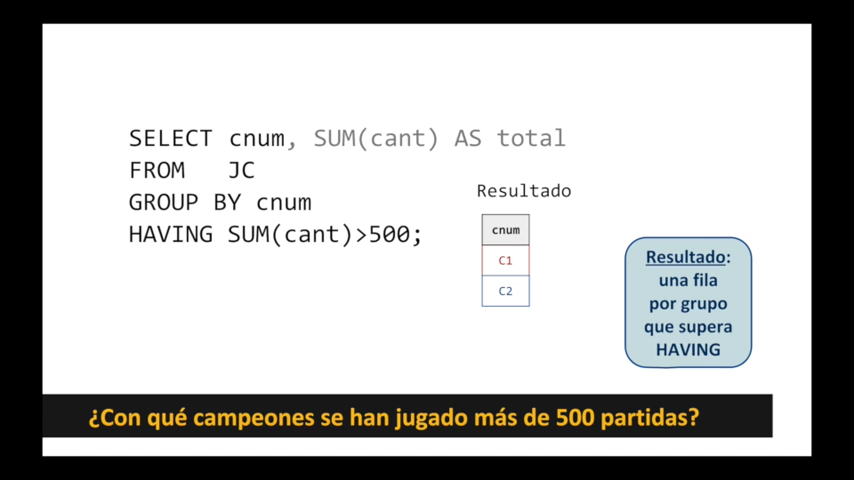 SELECT cnum, SUM(cant) AS total
FROM JC
GROUP BY cnum
HAVING SUM(cant)>500;
Resultado
cnum
C1
C2
Resultado:
una fila
por grupo
que supera
HAVING
¿Con qué campeones se han jugado más de 500 partidas?